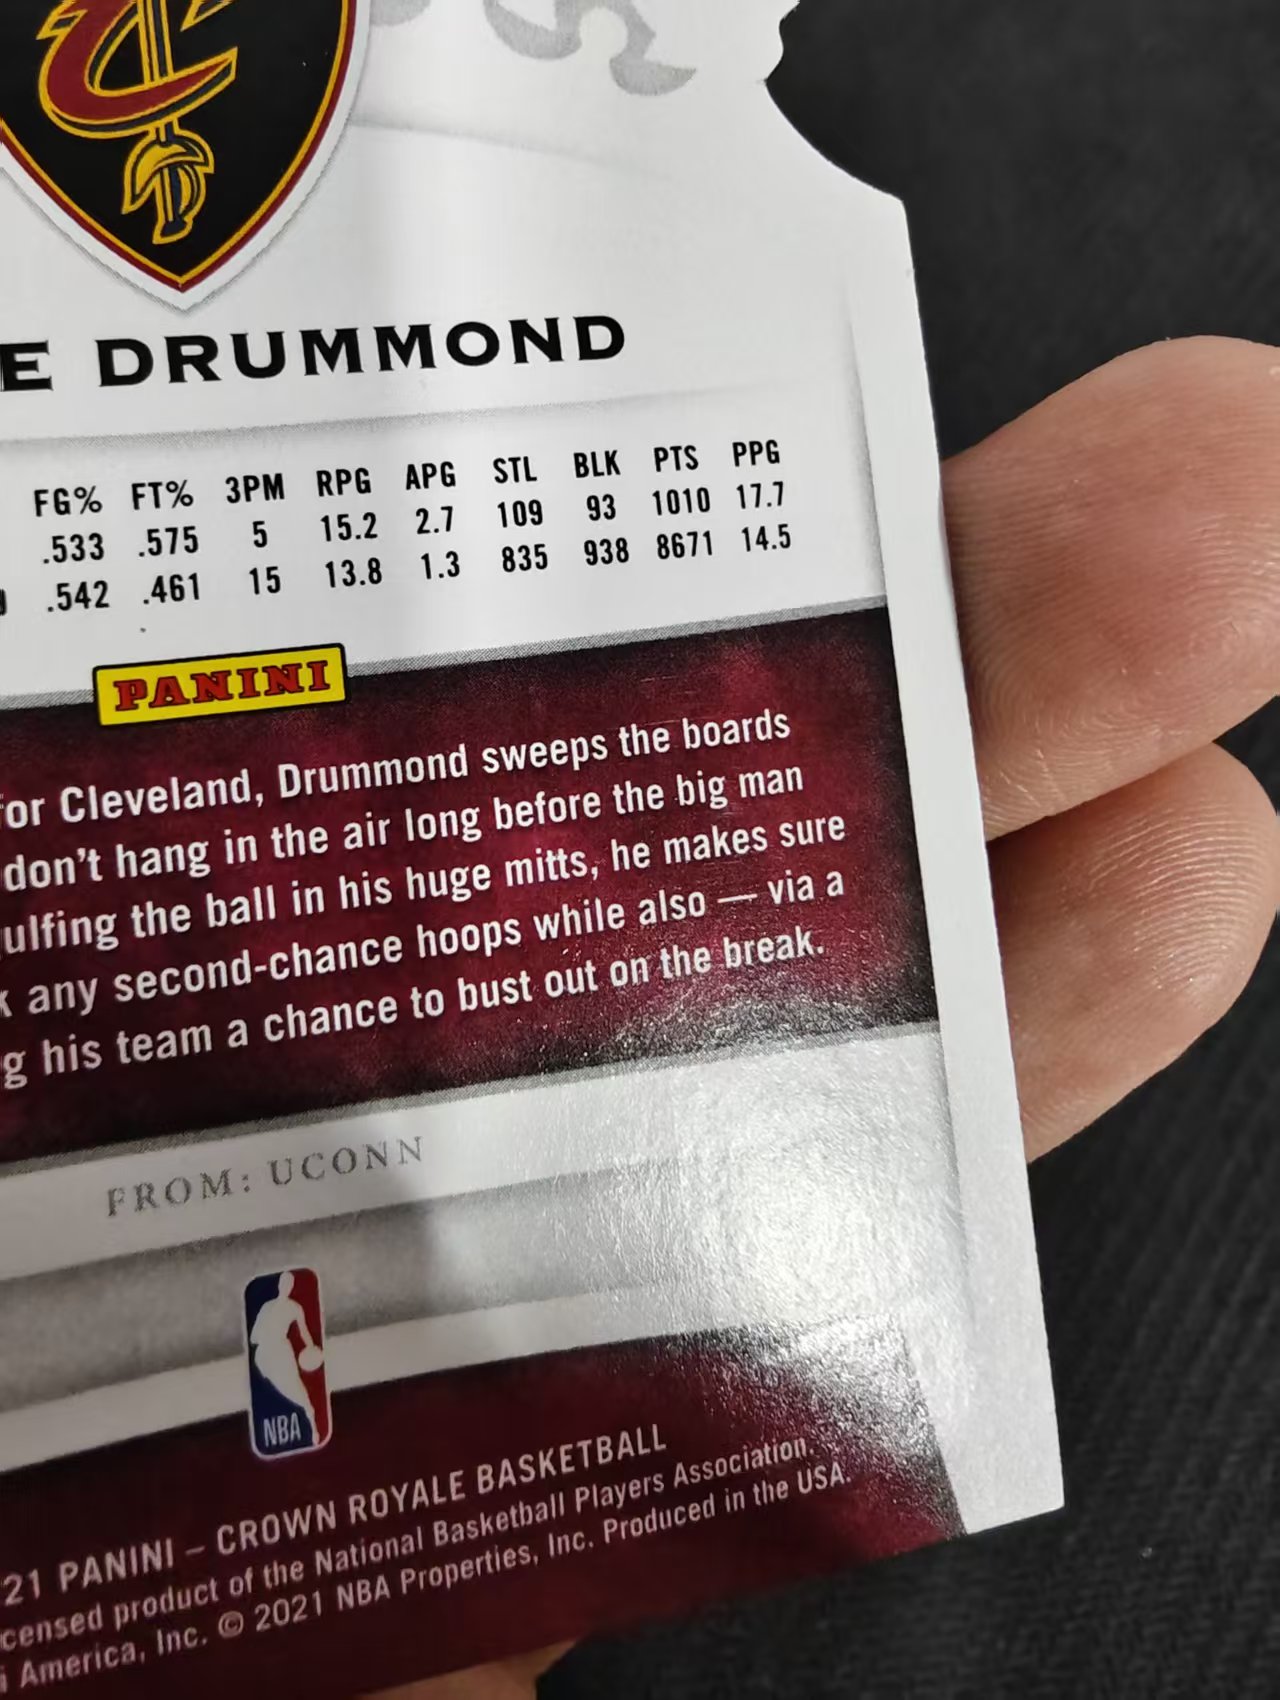 E DRUMMOND
FG% FT% 3PM RPG APG STL BLK PTS PPG
.533 .575 5 15.2 2.7 109 93 1010 17.7
.542 .461 15 13.8 1.3 835 938 8671 14.5
PANINI
or Cleveland, Drummond sweeps the boards
don't hang in the air long before the big man
ulfing the ball in his huge mitts, he makes sure
k any second-chance hoops while also — via a
g his team a chance to bust out on the break.
FROM: UCONN
NBA
21 PANINI – CROWN ROYALE BASKETBALL
censed product of the National Basketball Players Association.
i America, Inc. © 2021 NBA Properties, Inc. Produced in the USA.